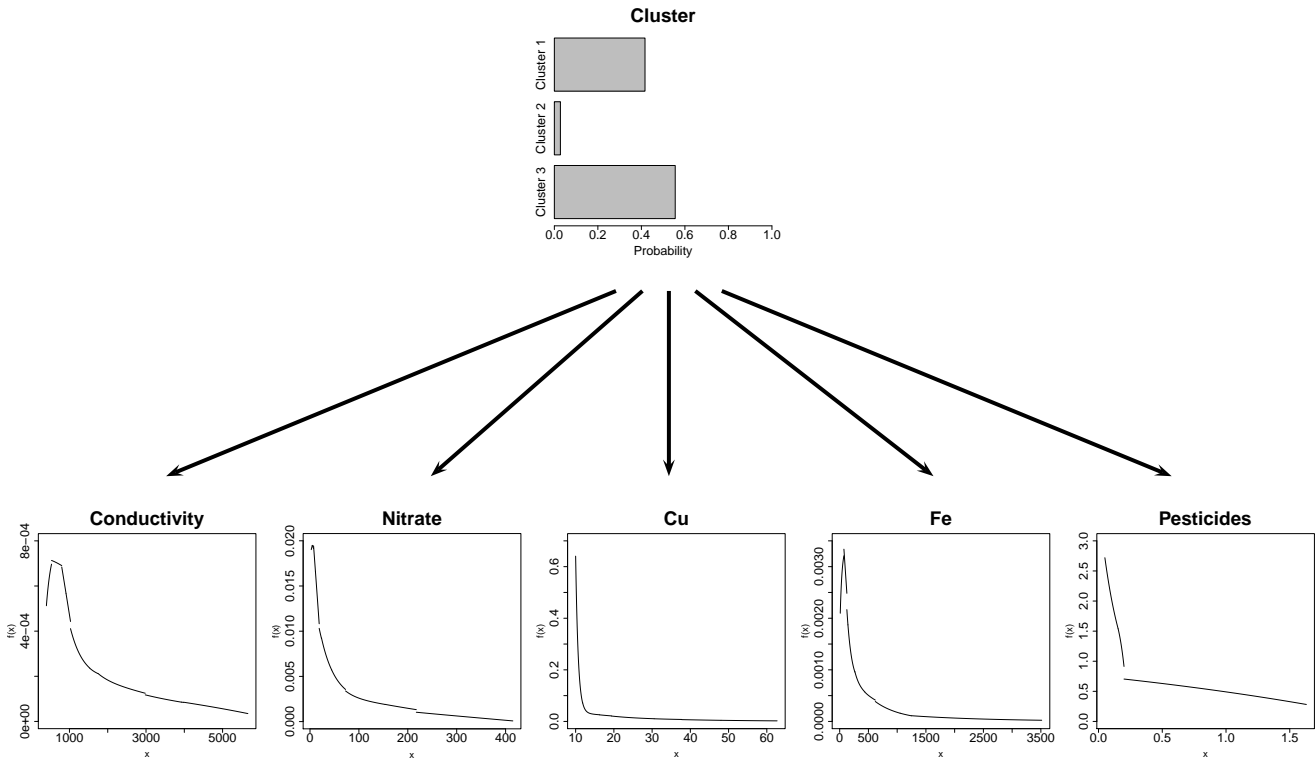 Cluster
Cluster 1
Cluster 2
Cluster 3
0.0 0.2 0.4 0.6 0.8 1.0
Probability
Conductivity
f(x)
0e+00 4e-04 8e-04
1000 3000 5000
x
Nitrate
f(x)
0.000 0.005 0.010 0.015 0.020
0 100 200 300 400
x
Cu
f(x)
0.0 0.2 0.4 0.6
10 20 30 40 50 60
x
Fe
f(x)
0.0000 0.0010 0.0020 0.0030
0 500 1500 2500 3500
x
Pesticides
f(x)
0.0 0.5 1.0 1.5 2.0 2.5 3.0
0.0 0.5 1.0 1.5
x